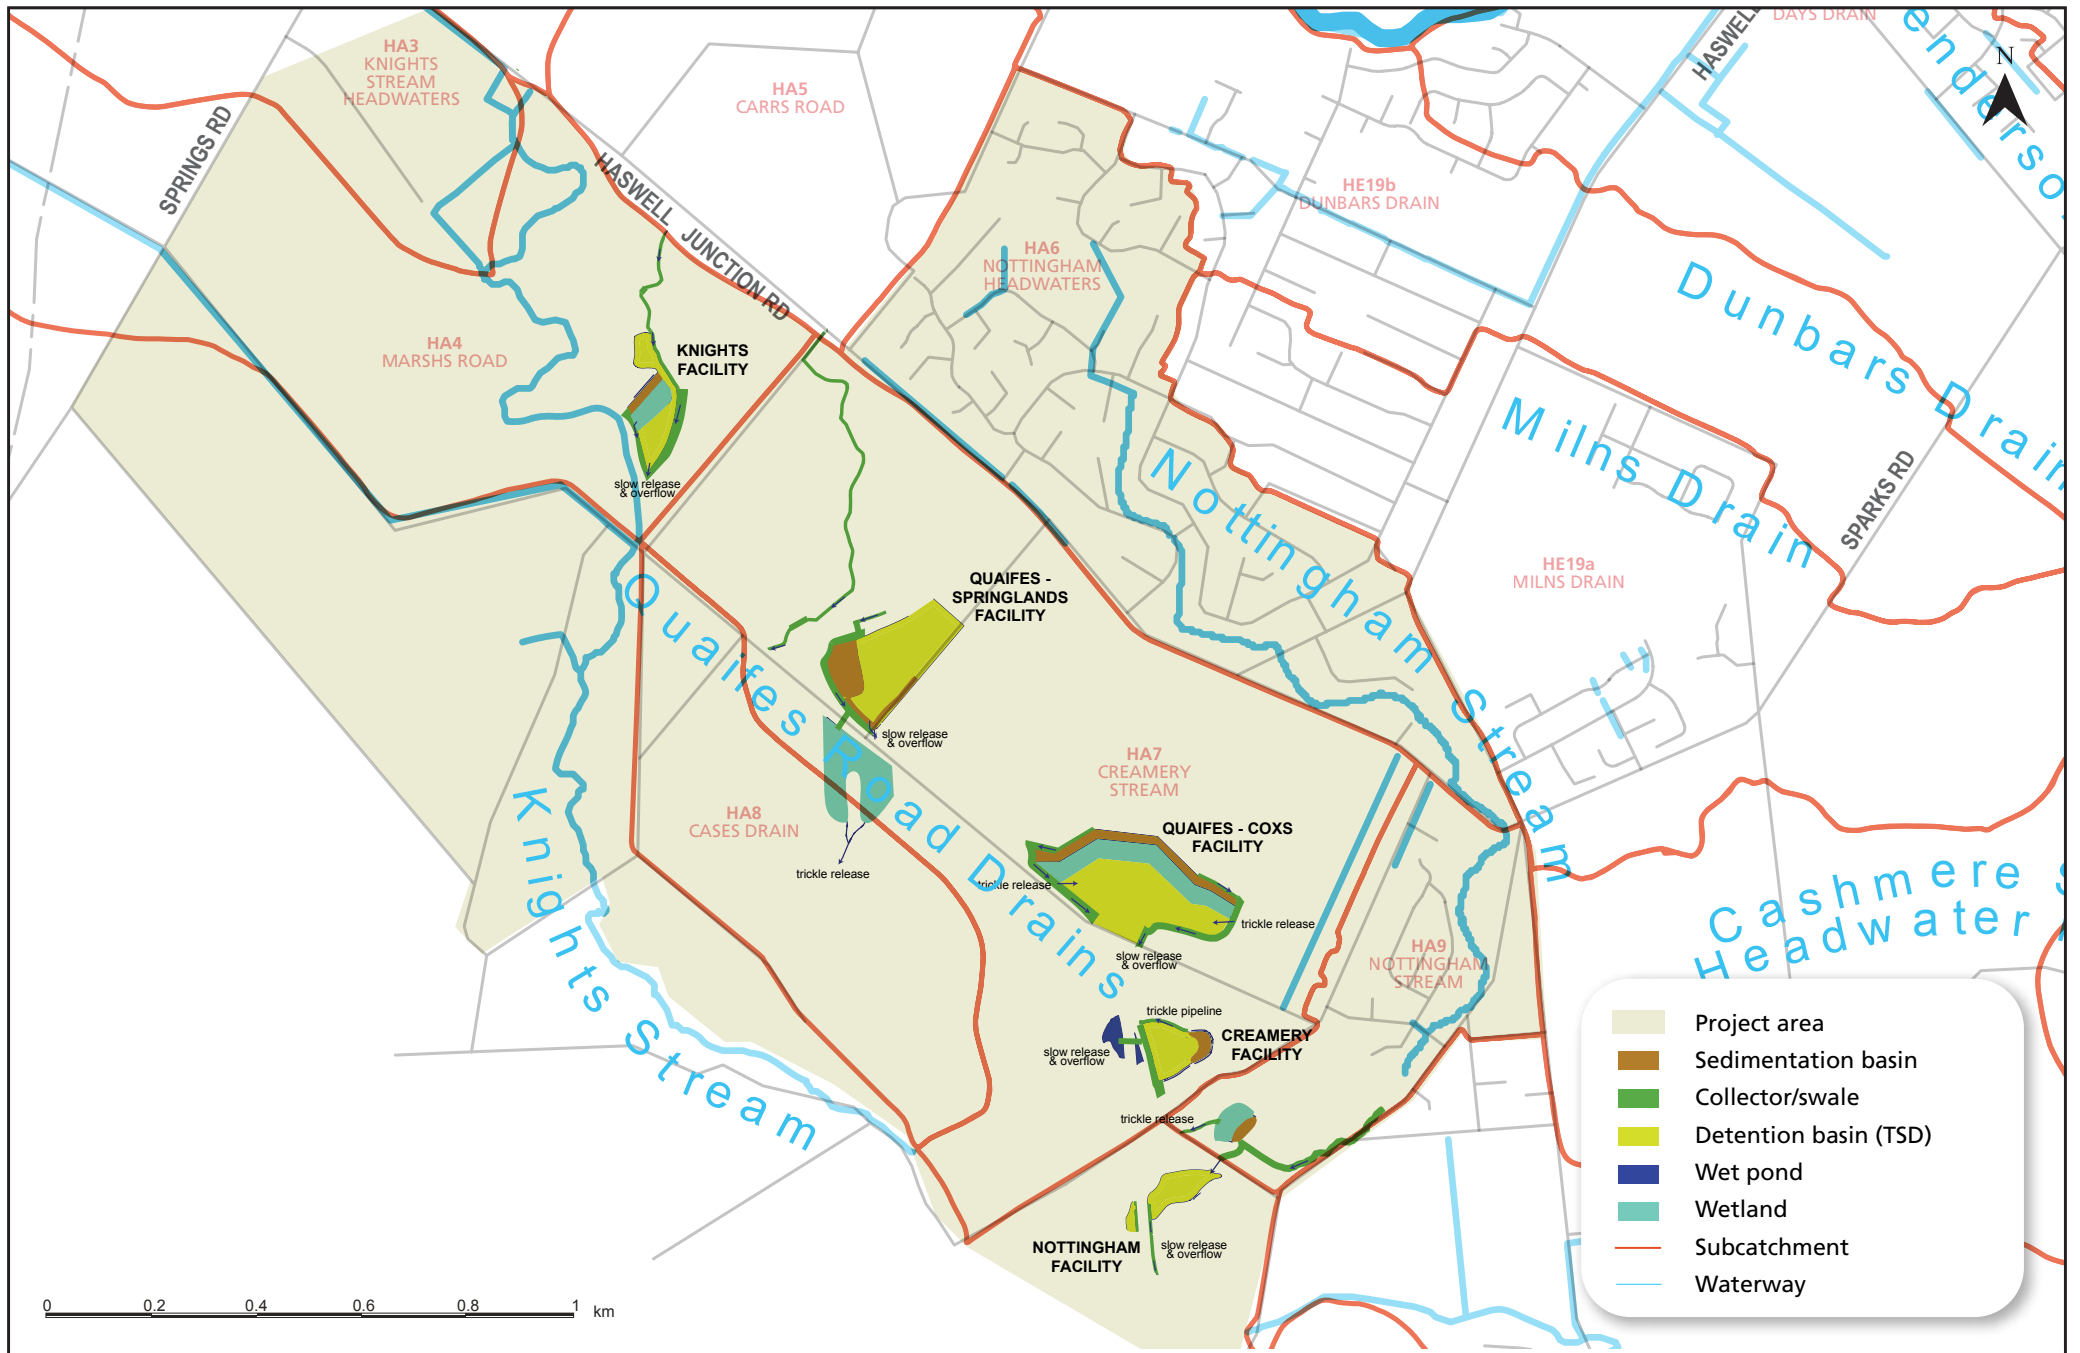 HA3
KNIGHTS
STREAM
HEADWATERS
HA5
CARRS ROAD
DAYS DRAIN
HASWELL
N
SPRINGS RD
HASWELL JUNCTION RD
HE19b
DUNBARS DRAIN
HA6
NOTTINGHAM
HEADWATERS
Dunbars Drain
HA4
MARSHS ROAD
KNIGHTS
FACILITY
Milns Drain
SPARKS RD
slow release
& overflow
Nottingham Stream
HE19a
MILNS DRAIN
QUAIFES -
SPRINGLANDS
FACILITY
Quaifes Road Drains
slow release
& overflow
HA7
CREAMERY
STREAM
HA8
CASES DRAIN
trickle release
QUAIFES - COXS
FACILITY
trickle release
trickle release
slow release
& overflow
Knights Stream
HA9
NOTTINGHAM
STREAM
Cashmere
Headwater
trickle pipeline
CREAMERY
FACILITY
slow release
& overflow
trickle release
NOTTINGHAM
FACILITY
slow release
& overflow
Project area
Sedimentation basin
Collector/swale
Detention basin (TSD)
Wet pond
Wetland
Subcatchment
Waterway
0 0.2 0.4 0.6 0.8 1 km